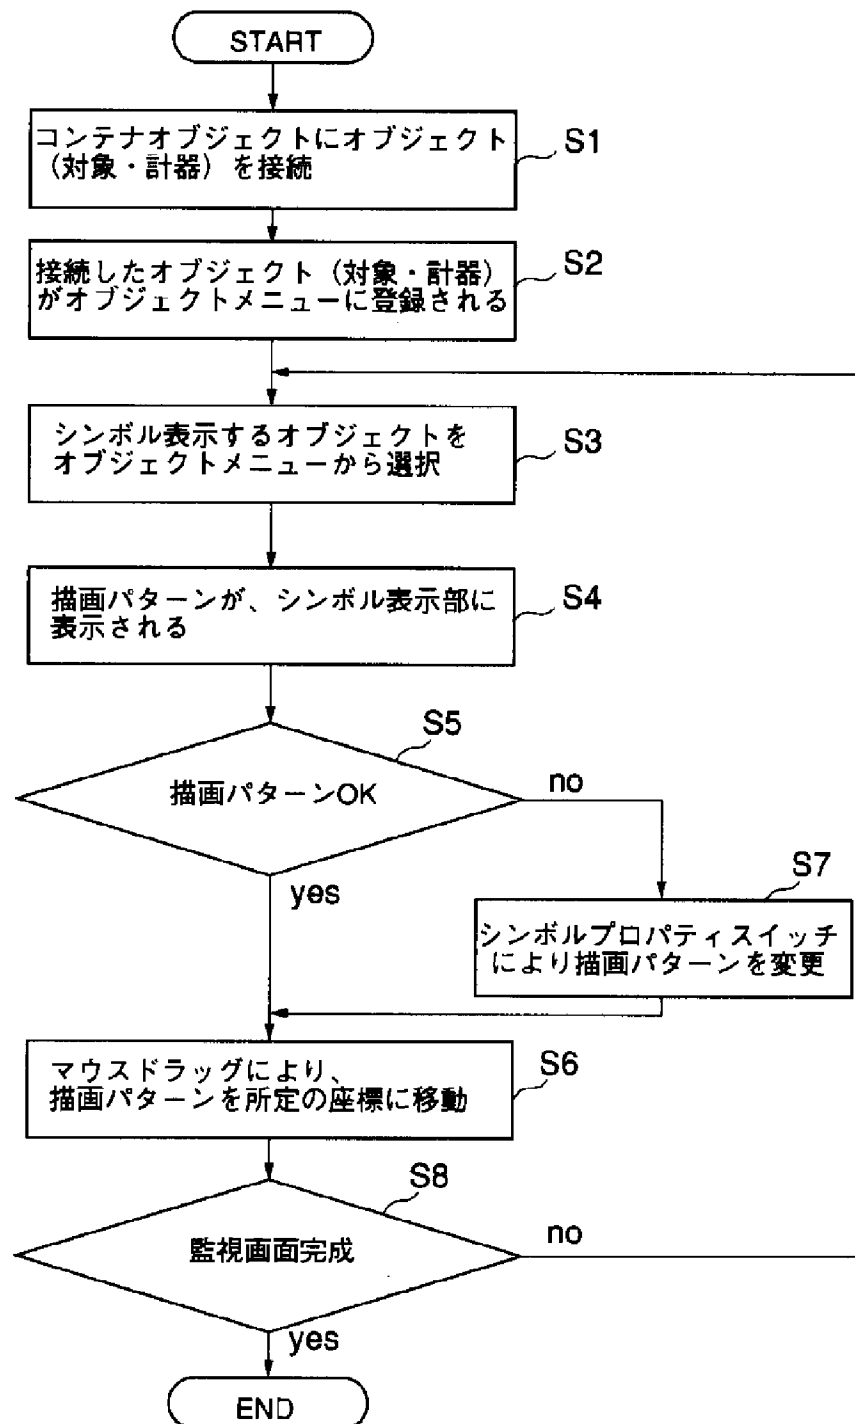 START
コンテナオブジェクトにオブジェクト
（対象・計器）を接続
S1
接続したオブジェクト（対象・計器）
がオブジェクトメニューに登録される
S2
シンボル表示するオブジェクトを
オブジェクトメニューから選択
S3
描画パターンが、シンボル表示部に
表示される
S4
S5
描画パターンOK
no
yes
S7
シンボルプロパティスイッチ
により描画パターンを変更
マウスドラッグにより、
描画パターンを所定の座標に移動
S6
S8
監視画面完成
no
yes
END